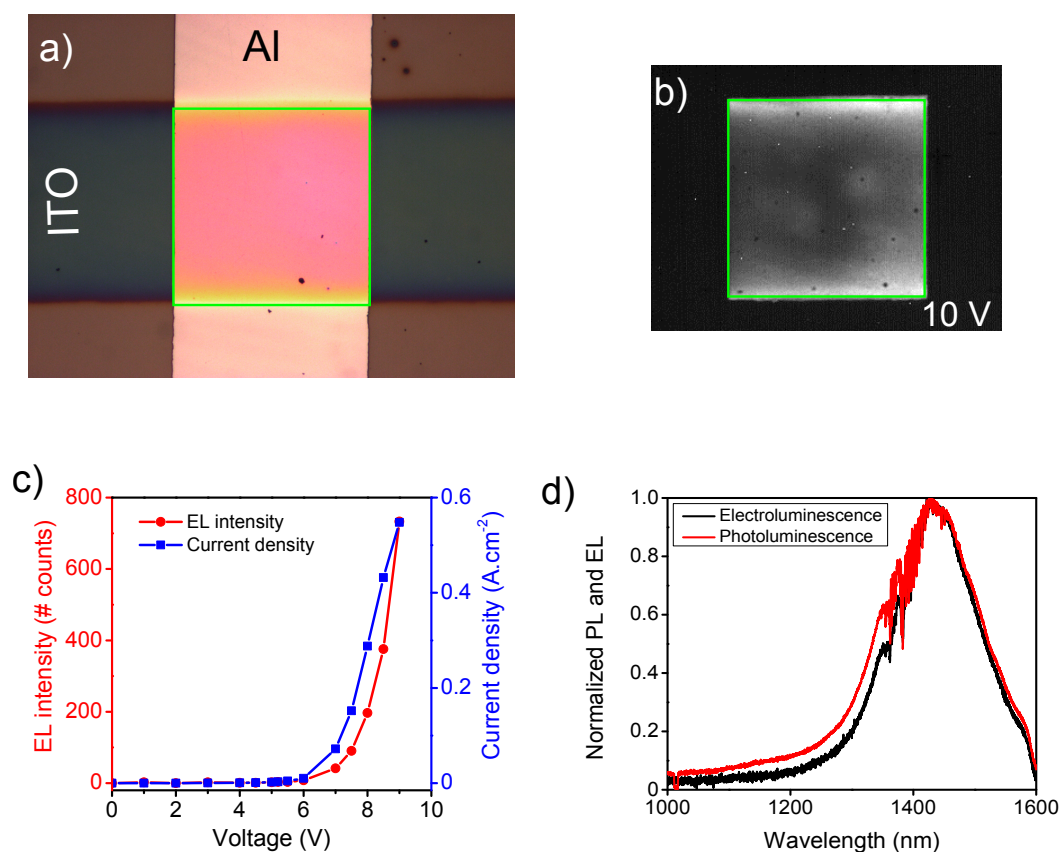 a)
Al
ITO
b)
10 V
c)
EL intensity (# counts)
800
600
400
200
0
EL intensity
Current density
0.6
0.4
0.2
0
Current density (A.cm-2)
0 2 4 6 8 10
Voltage (V)
d)
Normalized PL and EL
1.0
0.8
0.6
0.4
0.2
0
Electroluminescence
Photoluminescence
1000 1200 1400 1600
Wavelength (nm)